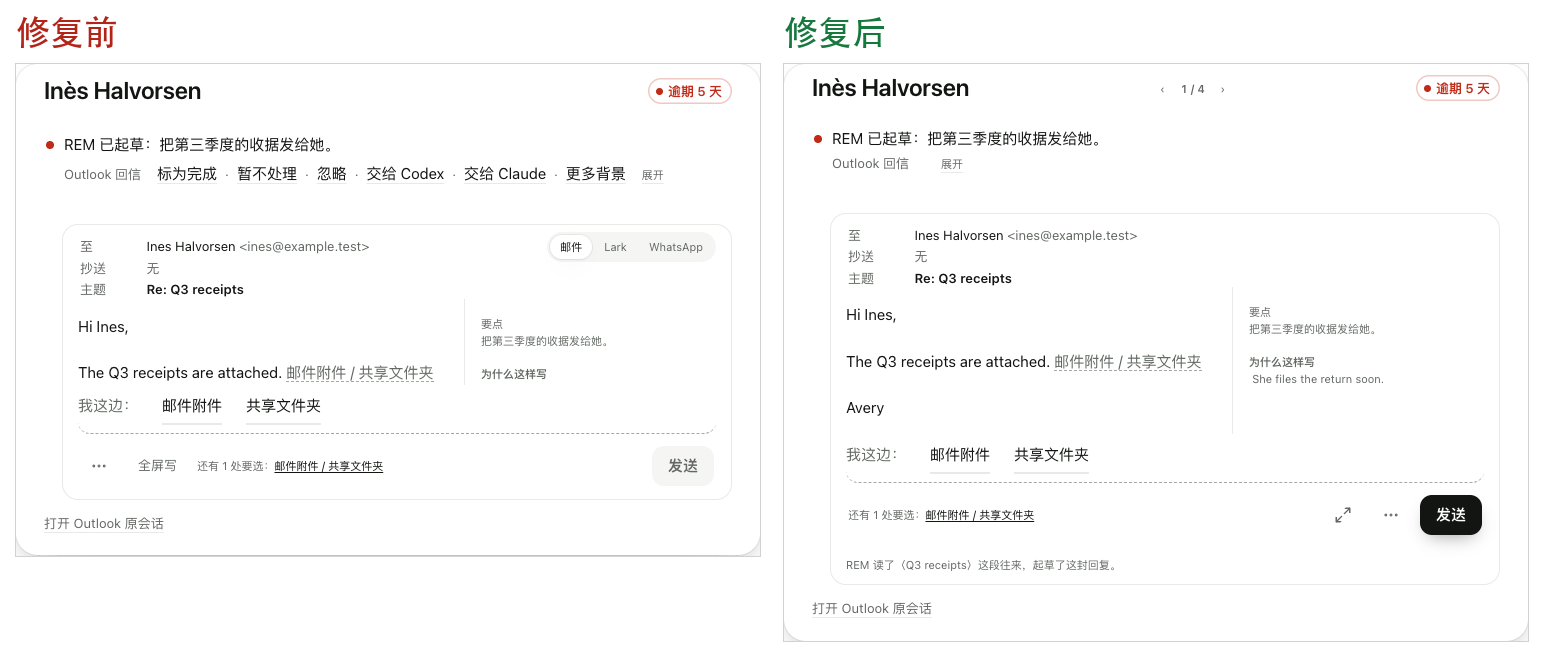 修复前
Inès Halvorsen
逾期 5 天
REM 已起草：把第三季度的收据发给她。
Outlook 回信 标为完成 · 暂不处理 · 忽略 · 交给 Codex · 交给 Claude · 更多背景 展开
至 Ines Halvorsen <ines@example.test>
邮件 Lark WhatsApp
抄送 无
主题 Re: Q3 receipts
Hi Ines,
The Q3 receipts are attached. 邮件附件 / 共享文件夹
要点
把第三季度的收据发给她。
为什么这样写
我这边： 邮件附件 共享文件夹
··· 全屏写 还有 1 处要选：邮件附件 / 共享文件夹 发送
打开 Outlook 原会话
修复后
Inès Halvorsen
‹ 1 / 4 ›
逾期 5 天
REM 已起草：把第三季度的收据发给她。
Outlook 回信 展开
至 Ines Halvorsen <ines@example.test>
抄送 无
主题 Re: Q3 receipts
Hi Ines,
The Q3 receipts are attached. 邮件附件 / 共享文件夹
Avery
要点
把第三季度的收据发给她。
为什么这样写
She files the return soon.
我这边： 邮件附件 共享文件夹
还有 1 处要选：邮件附件 / 共享文件夹 ··· 发送
REM 读了〈Q3 receipts〉这段往来，起草了这封回复。
打开 Outlook 原会话